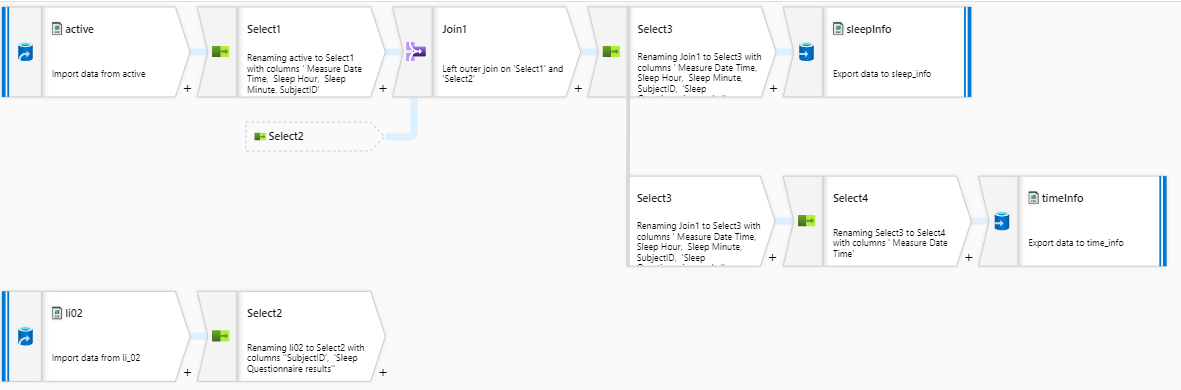 active
Import data from active
+
Select1
Renaming active to Select1
with columns ' Measure Date
Time, Sleep Hour, Sleep
Minute, SubjectID'
+
Join1
Left outer join on 'Select1' and
'Select2'
+
Select3
Renaming Join1 to Select3 with
columns ' Measure Date Time,
Sleep Hour, Sleep Minute,
SubjectID, 'Sleep
+
sleepInfo
Export data to sleep_info
Select2
Select3
Renaming Join1 to Select3 with
columns ' Measure Date Time,
Sleep Hour, Sleep Minute,
SubjectID, 'Sleep
+
Select4
Renaming Select3 to Select4
with columns ' Measure Date
Time'
+
timeInfo
Export data to time_info
li02
Import data from li_02
+
Select2
Renaming li02 to Select2 with
columns ''SubjectID', 'Sleep
Questionnaire results''
+